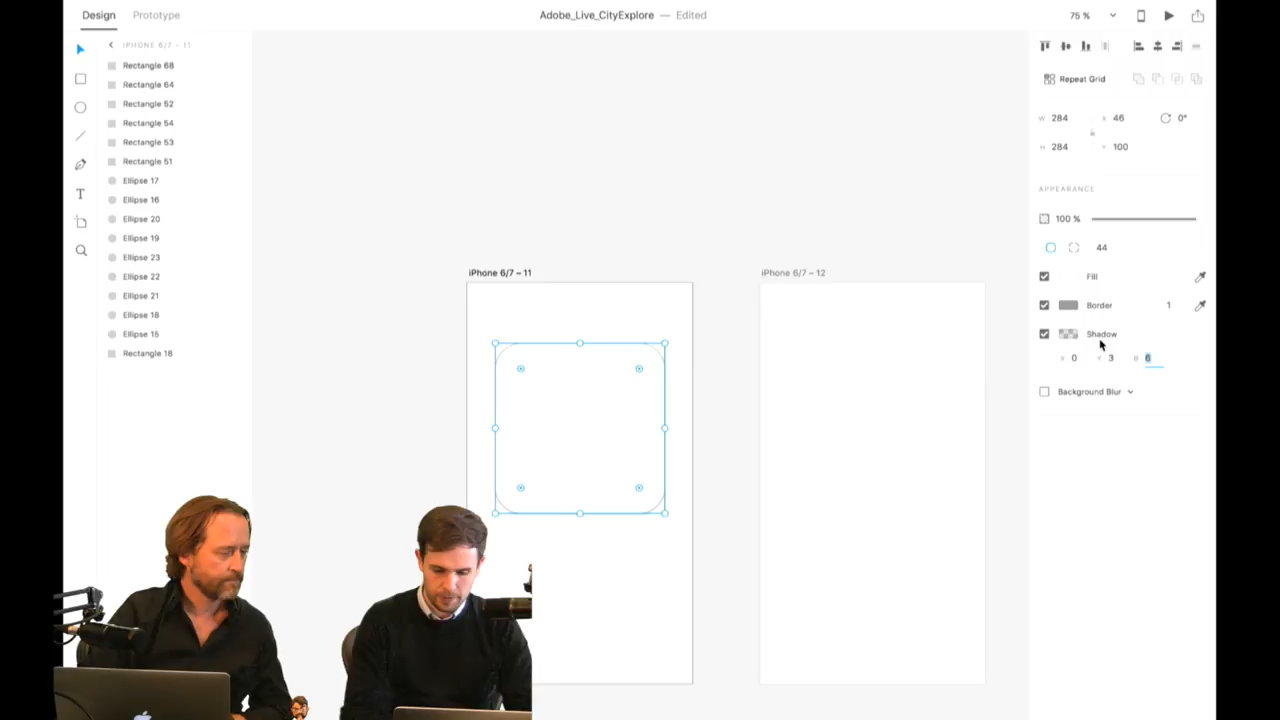 Design Prototype Adobe_Live_CityExplore — Edited 75 %
IPHONE 6/7 – 11
Rectangle 68
Rectangle 64
Rectangle 52
Rectangle 54
Rectangle 53
Rectangle 51
Ellipse 17
Ellipse 16
Ellipse 20
Ellipse 19
Ellipse 23
Ellipse 22
Ellipse 21
Ellipse 18
Ellipse 15
Rectangle 18
T
iPhone 6/7 – 11
iPhone 6/7 – 12
Repeat Grid
W 284 X 46 0°
H 284 Y 100
APPEARANCE
100 %
44
Fill
Border 1
Shadow
X 0 Y 3 B 6
Background Blur